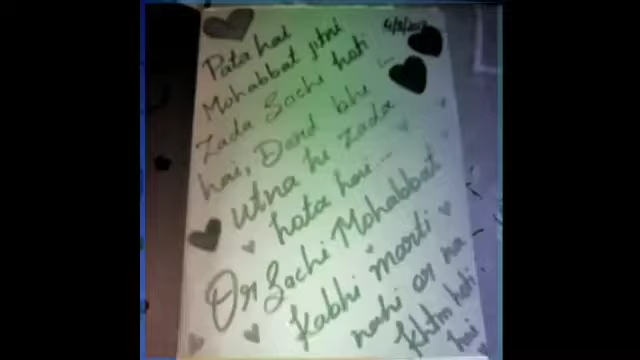 Pata hai
Mohabbat jitni
Zada Sachi hoti
hai, Dard bhi ...
utna hi zada
hota hai...
Or Sachi Mohabbat
Kabhi marti
nahi or na
khtm hoti
hai